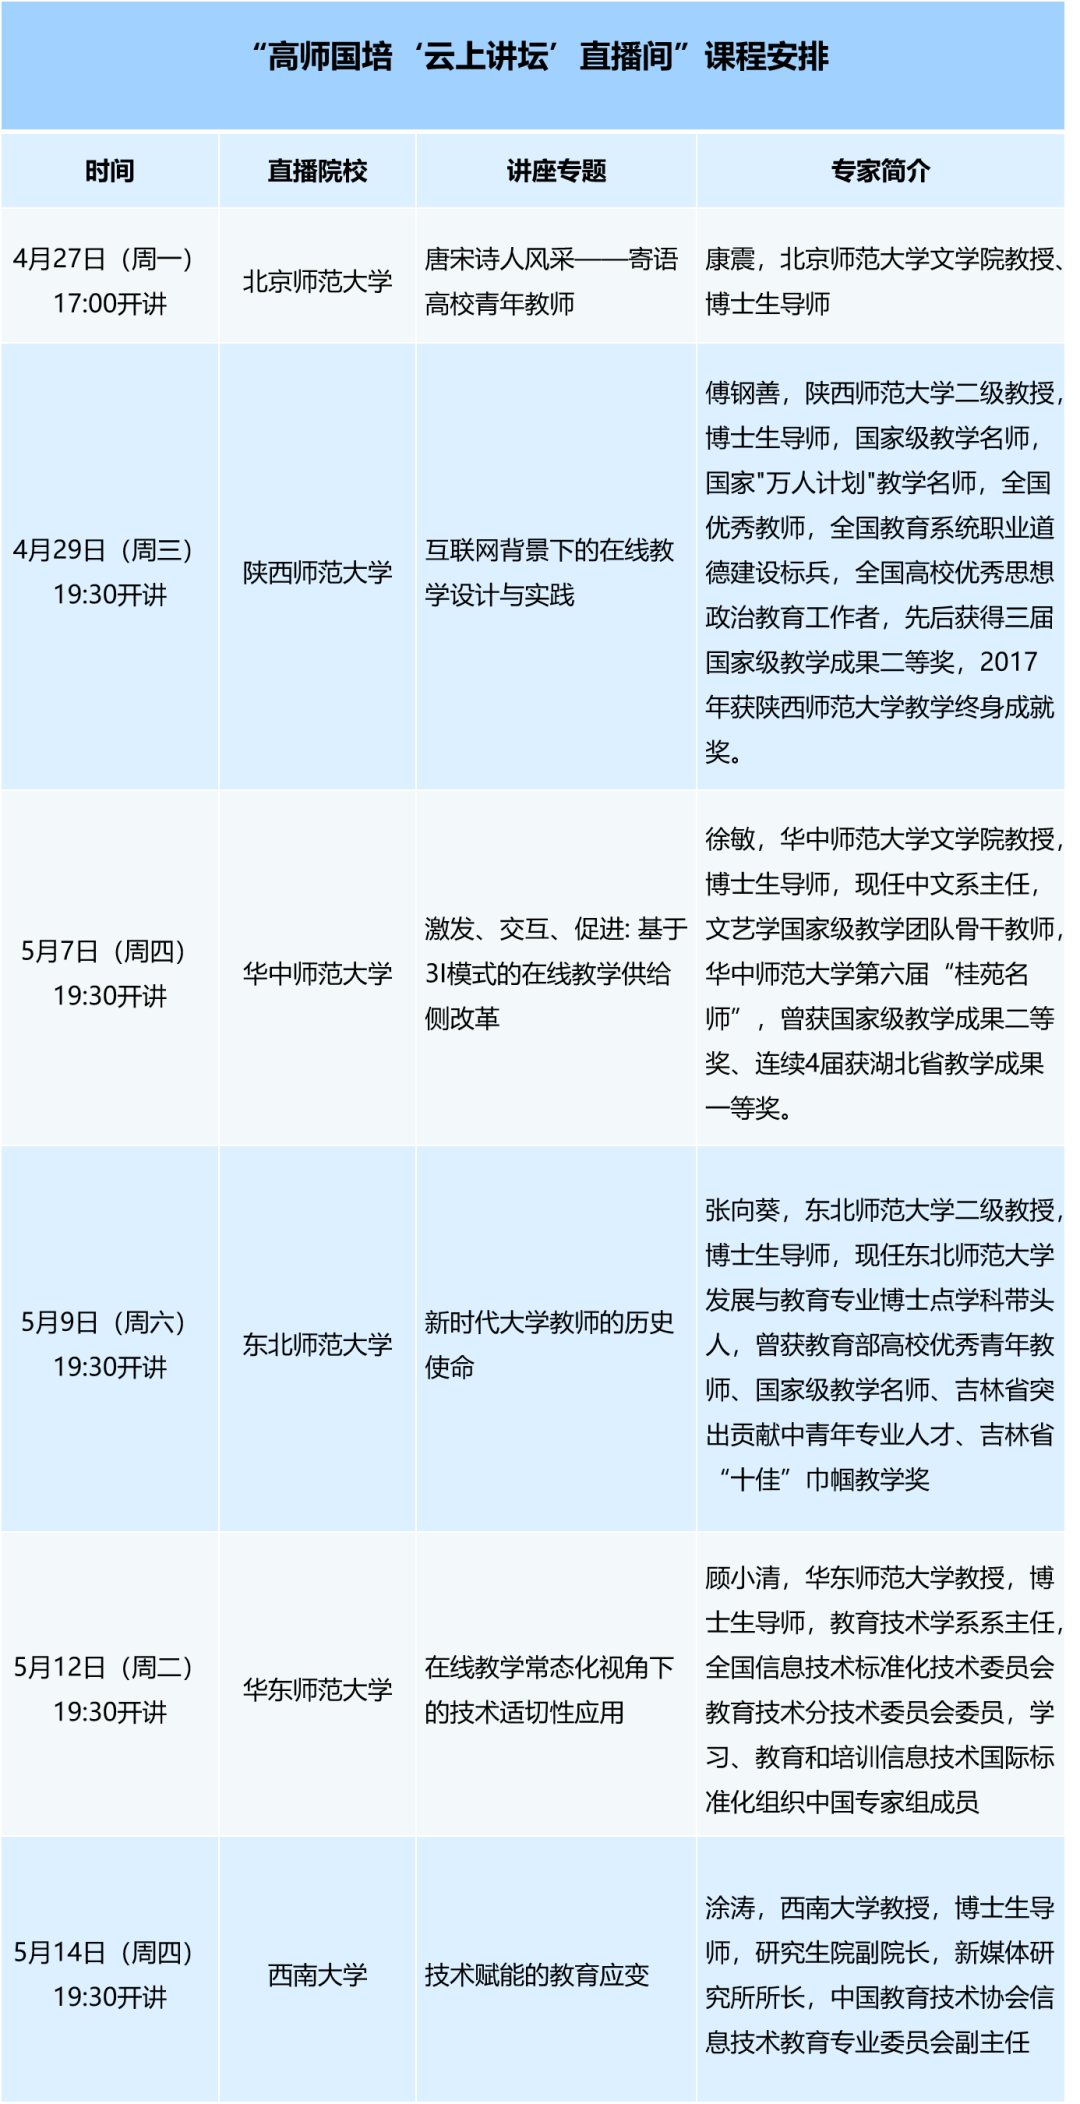 “高师国培‘云上讲坛’直播间”课程安排
时间
直播院校
讲座专题
专家简介
4月27日（周一）
17:00开讲
北京师范大学
唐宋诗人风采——寄语
高校青年教师
康震，北京师范大学文学院教授、
博士生导师
4月29日（周三）
19:30开讲
陕西师范大学
互联网背景下的在线教
学设计与实践
傅钢善，陕西师范大学二级教授，
博士生导师，国家级教学名师，
国家"万人计划"教学名师，全国
优秀教师，全国教育系统职业道
德建设标兵，全国高校优秀思想
政治教育工作者，先后获得三届
国家级教学成果二等奖，2017
年获陕西师范大学教学终身成就
奖。
5月7日（周四）
19:30开讲
华中师范大学
激发、交互、促进: 基于
3I模式的在线教学供给
侧改革
徐敏，华中师范大学文学院教授，
博士生导师，现任中文系主任，
文艺学国家级教学团队骨干教师，
华中师范大学第六届“桂苑名
师”，曾获国家级教学成果二等
奖、连续4届获湖北省教学成果
一等奖。
5月9日（周六）
19:30开讲
东北师范大学
新时代大学教师的历史
使命
张向葵，东北师范大学二级教授，
博士生导师，现任东北师范大学
发展与教育专业博士点学科带头
人，曾获教育部高校优秀青年教
师、国家级教学名师、吉林省突
出贡献中青年专业人才、吉林省
“十佳”巾帼教学奖
5月12日（周二）
19:30开讲
华东师范大学
在线教学常态化视角下
的技术适切性应用
顾小清，华东师范大学教授，博
士生导师，教育技术学系系主任，
全国信息技术标准化技术委员会
教育技术分技术委员会委员，学
习、教育和培训信息技术国际标
准化组织中国专家组成员
5月14日（周四）
19:30开讲
西南大学
技术赋能的教育应变
涂涛，西南大学教授，博士生导
师，研究生院副院长，新媒体研
究所所长，中国教育技术协会信
息技术教育专业委员会副主任